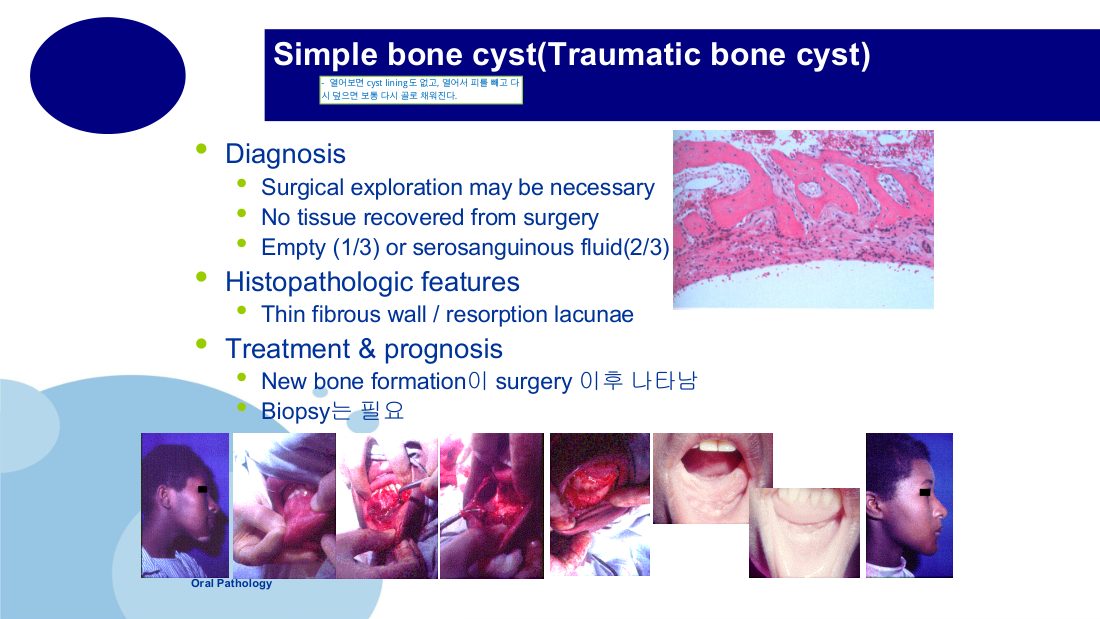 Simple bone cyst(Traumatic bone cyst)
- 열어보면 cyst lining도 없고, 열어서 피를 빼고 다
시 덮으면 보통 다시 골로 채워진다.
Diagnosis
Surgical exploration may be necessary
No tissue recovered from surgery
Empty (1/3) or serosanguinous fluid(2/3)
Histopathologic features
Thin fibrous wall / resorption lacunae
Treatment & prognosis
New bone formation이 surgery 이후 나타남
Biopsy는 필요
Oral Pathology